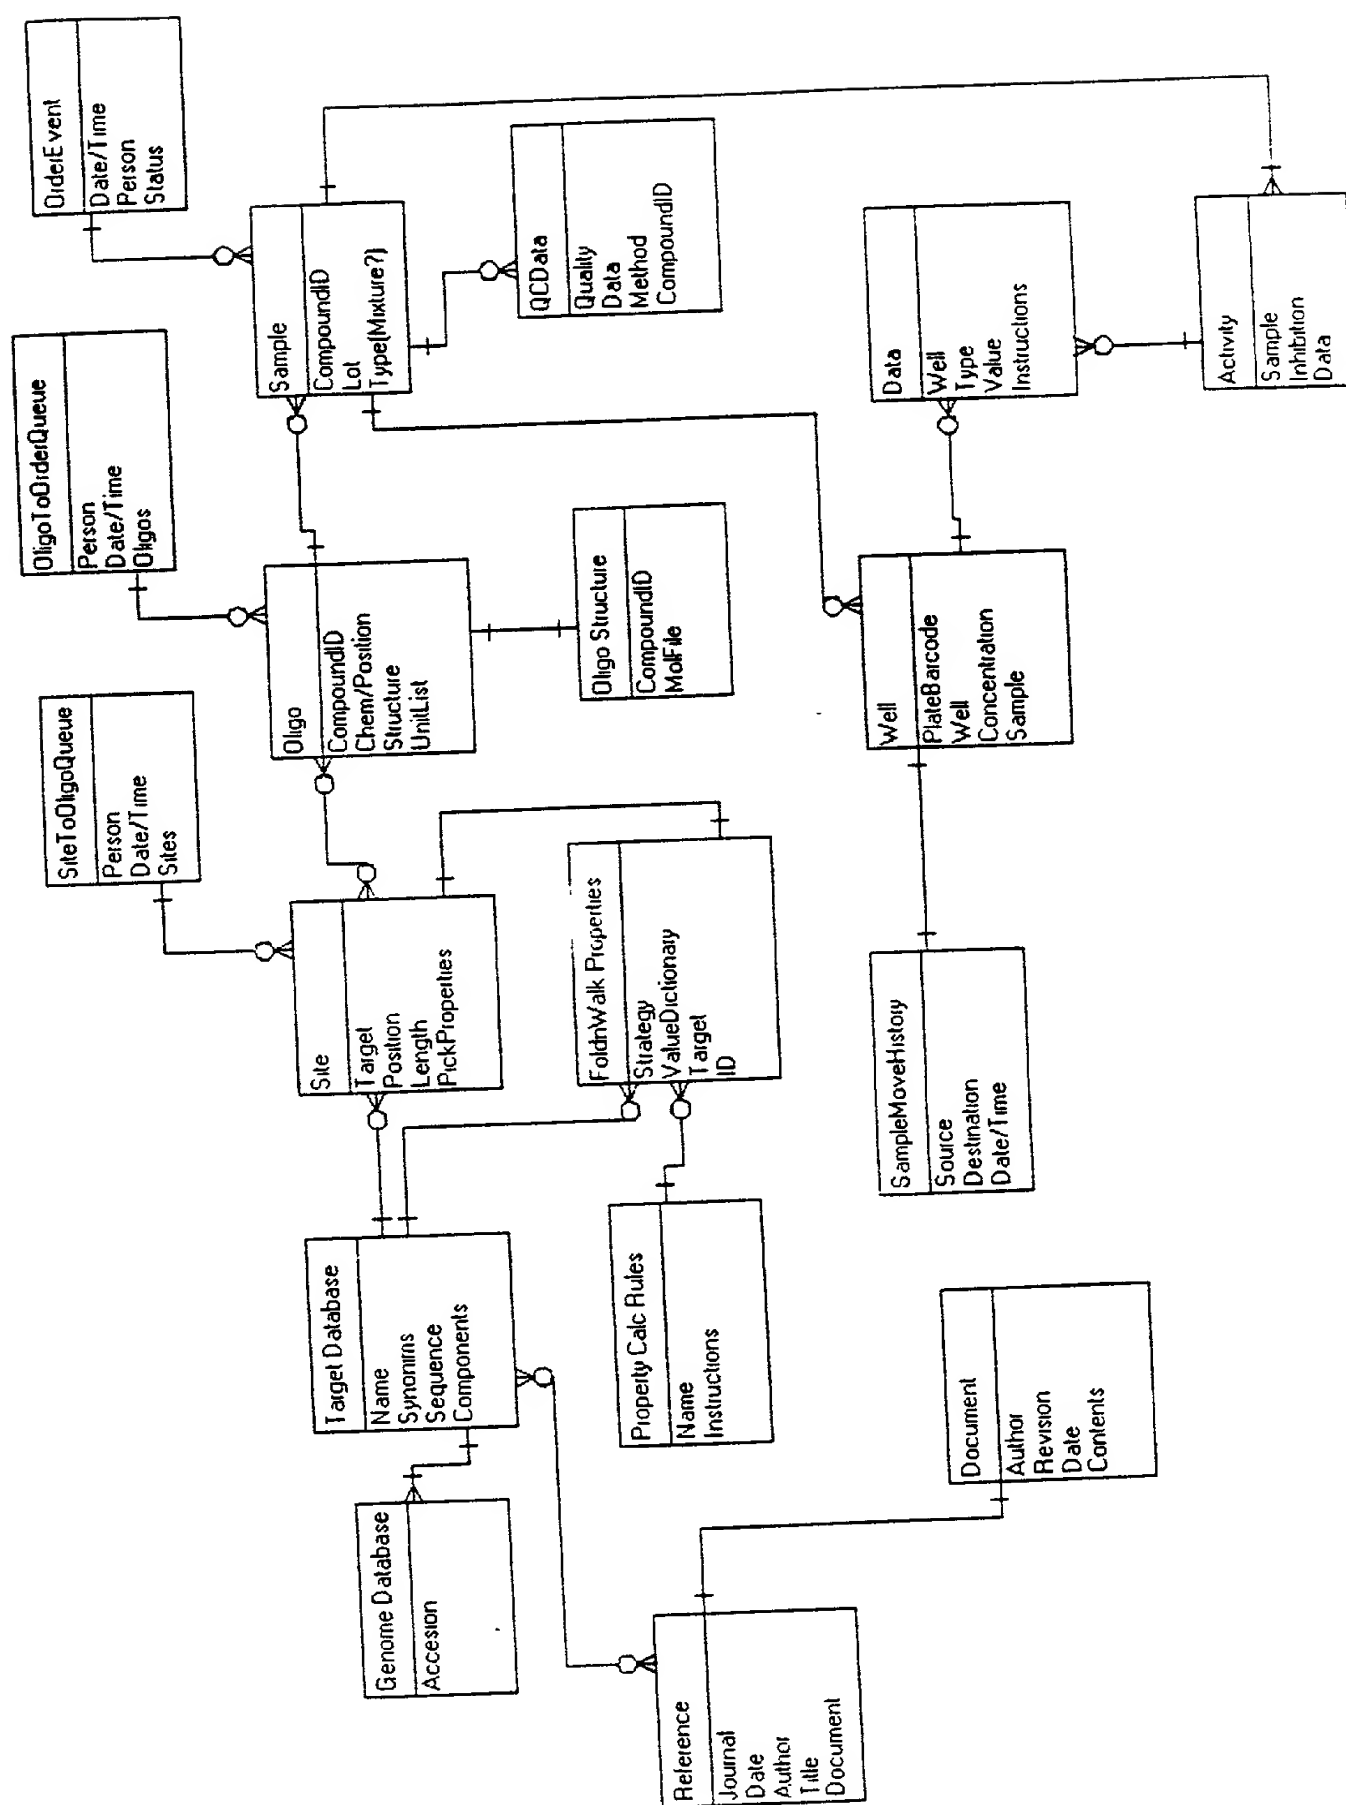 OrderEvent
Date/Time
Person
Status
OligoToOrderQueue
Person
Date/Time
Oligos
SiteToOligoQueue
Person
Date/Time
Sites
Sample
CompoundID
Lot
Type(Mixture?)
QCData
Quality
Data
Method
CompoundID
Oligo
CompoundID
Chem/Position
Structure
UnitList
Oligo Structure
CompoundID
MolFile
Site
Target
Position
Length
PickProperties
FoldnWalk Properties
Strategy
ValueDictionary
Target
ID
Target Database
Name
Synonims
Sequence
Components
Genome Database
Accesion
Property Calc Rules
Name
Instructions
Data
Well
Type
Value
Instructions
Activity
Sample
Inhibition
Data
Well
PlateBarcode
Well
Concentration
Sample
SampleMoveHistory
Source
Destination
Date/Time
Document
Author
Revision
Date
Contents
Reference
Journal
Date
Author
Title
Document